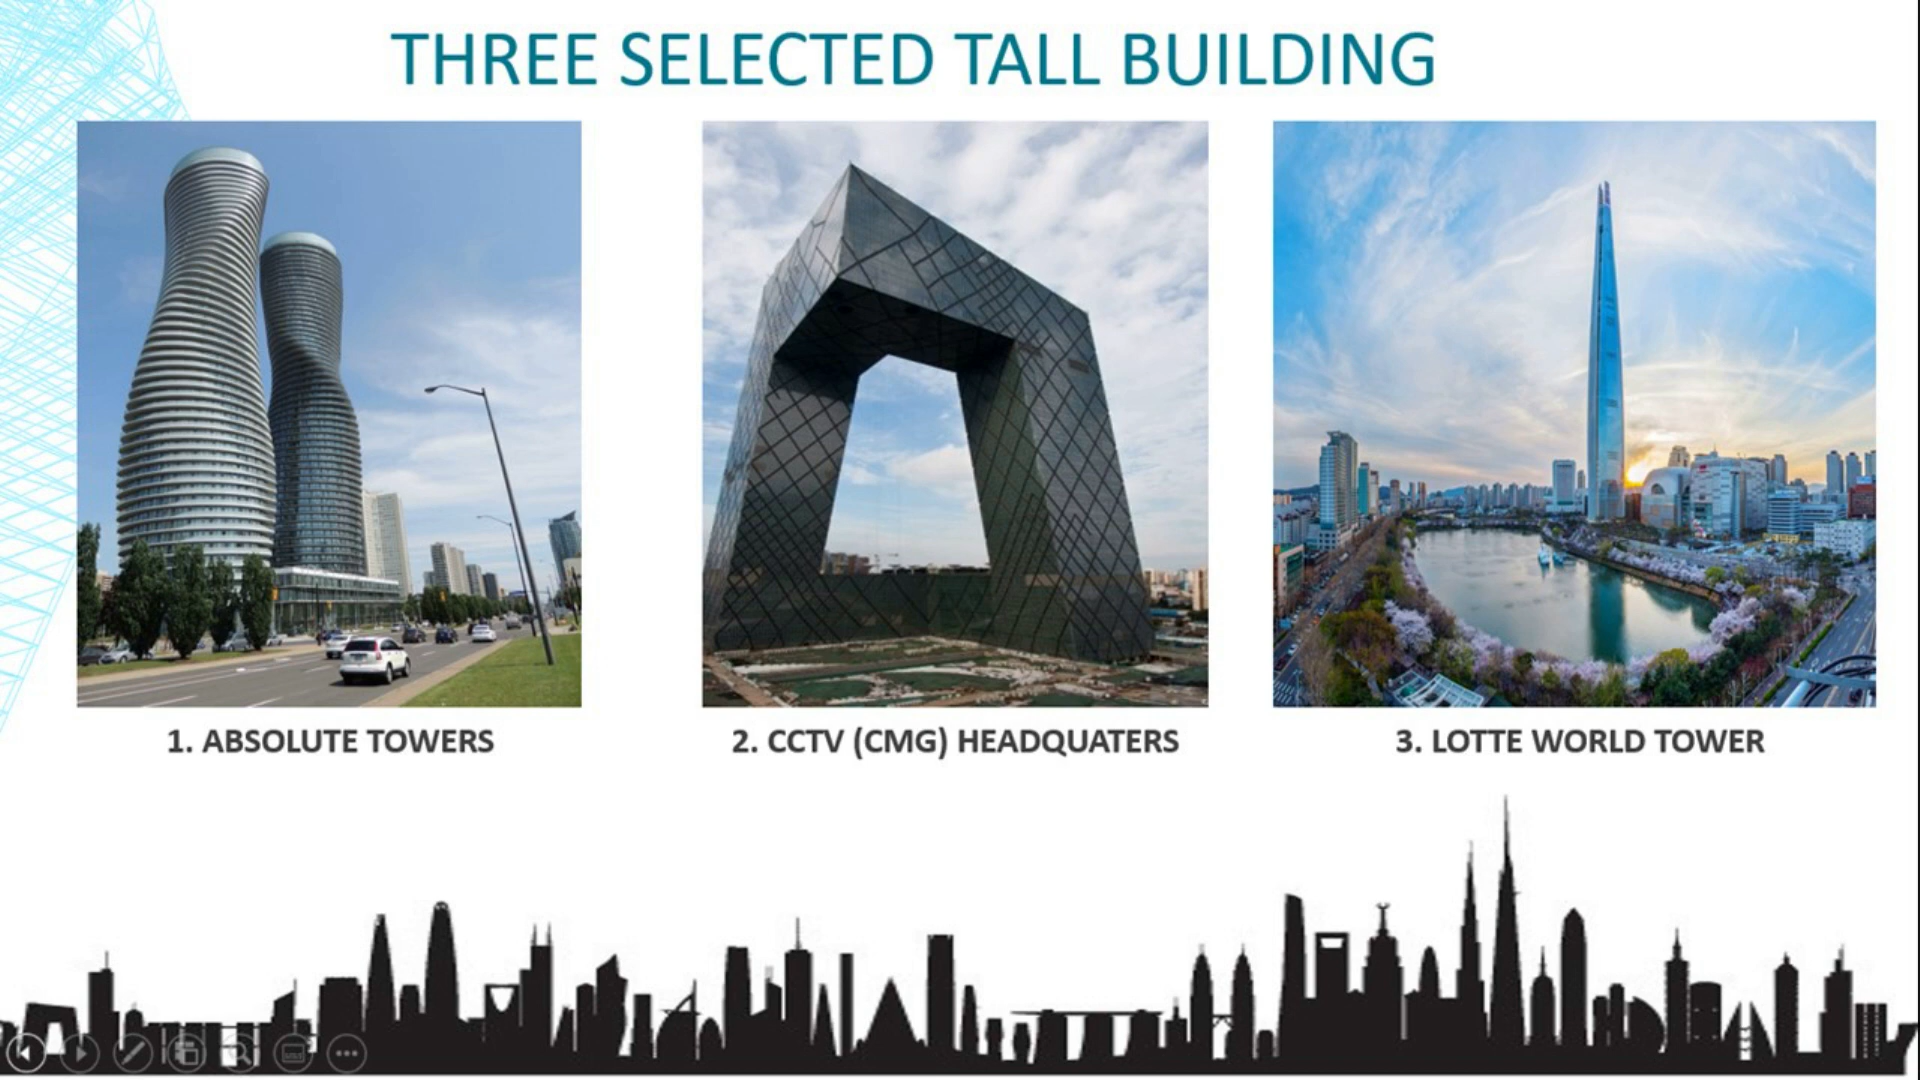 THREE SELECTED TALL BUILDING
1. ABSOLUTE TOWERS
2. CCTV (CMG) HEADQUATERS
3. LOTTE WORLD TOWER